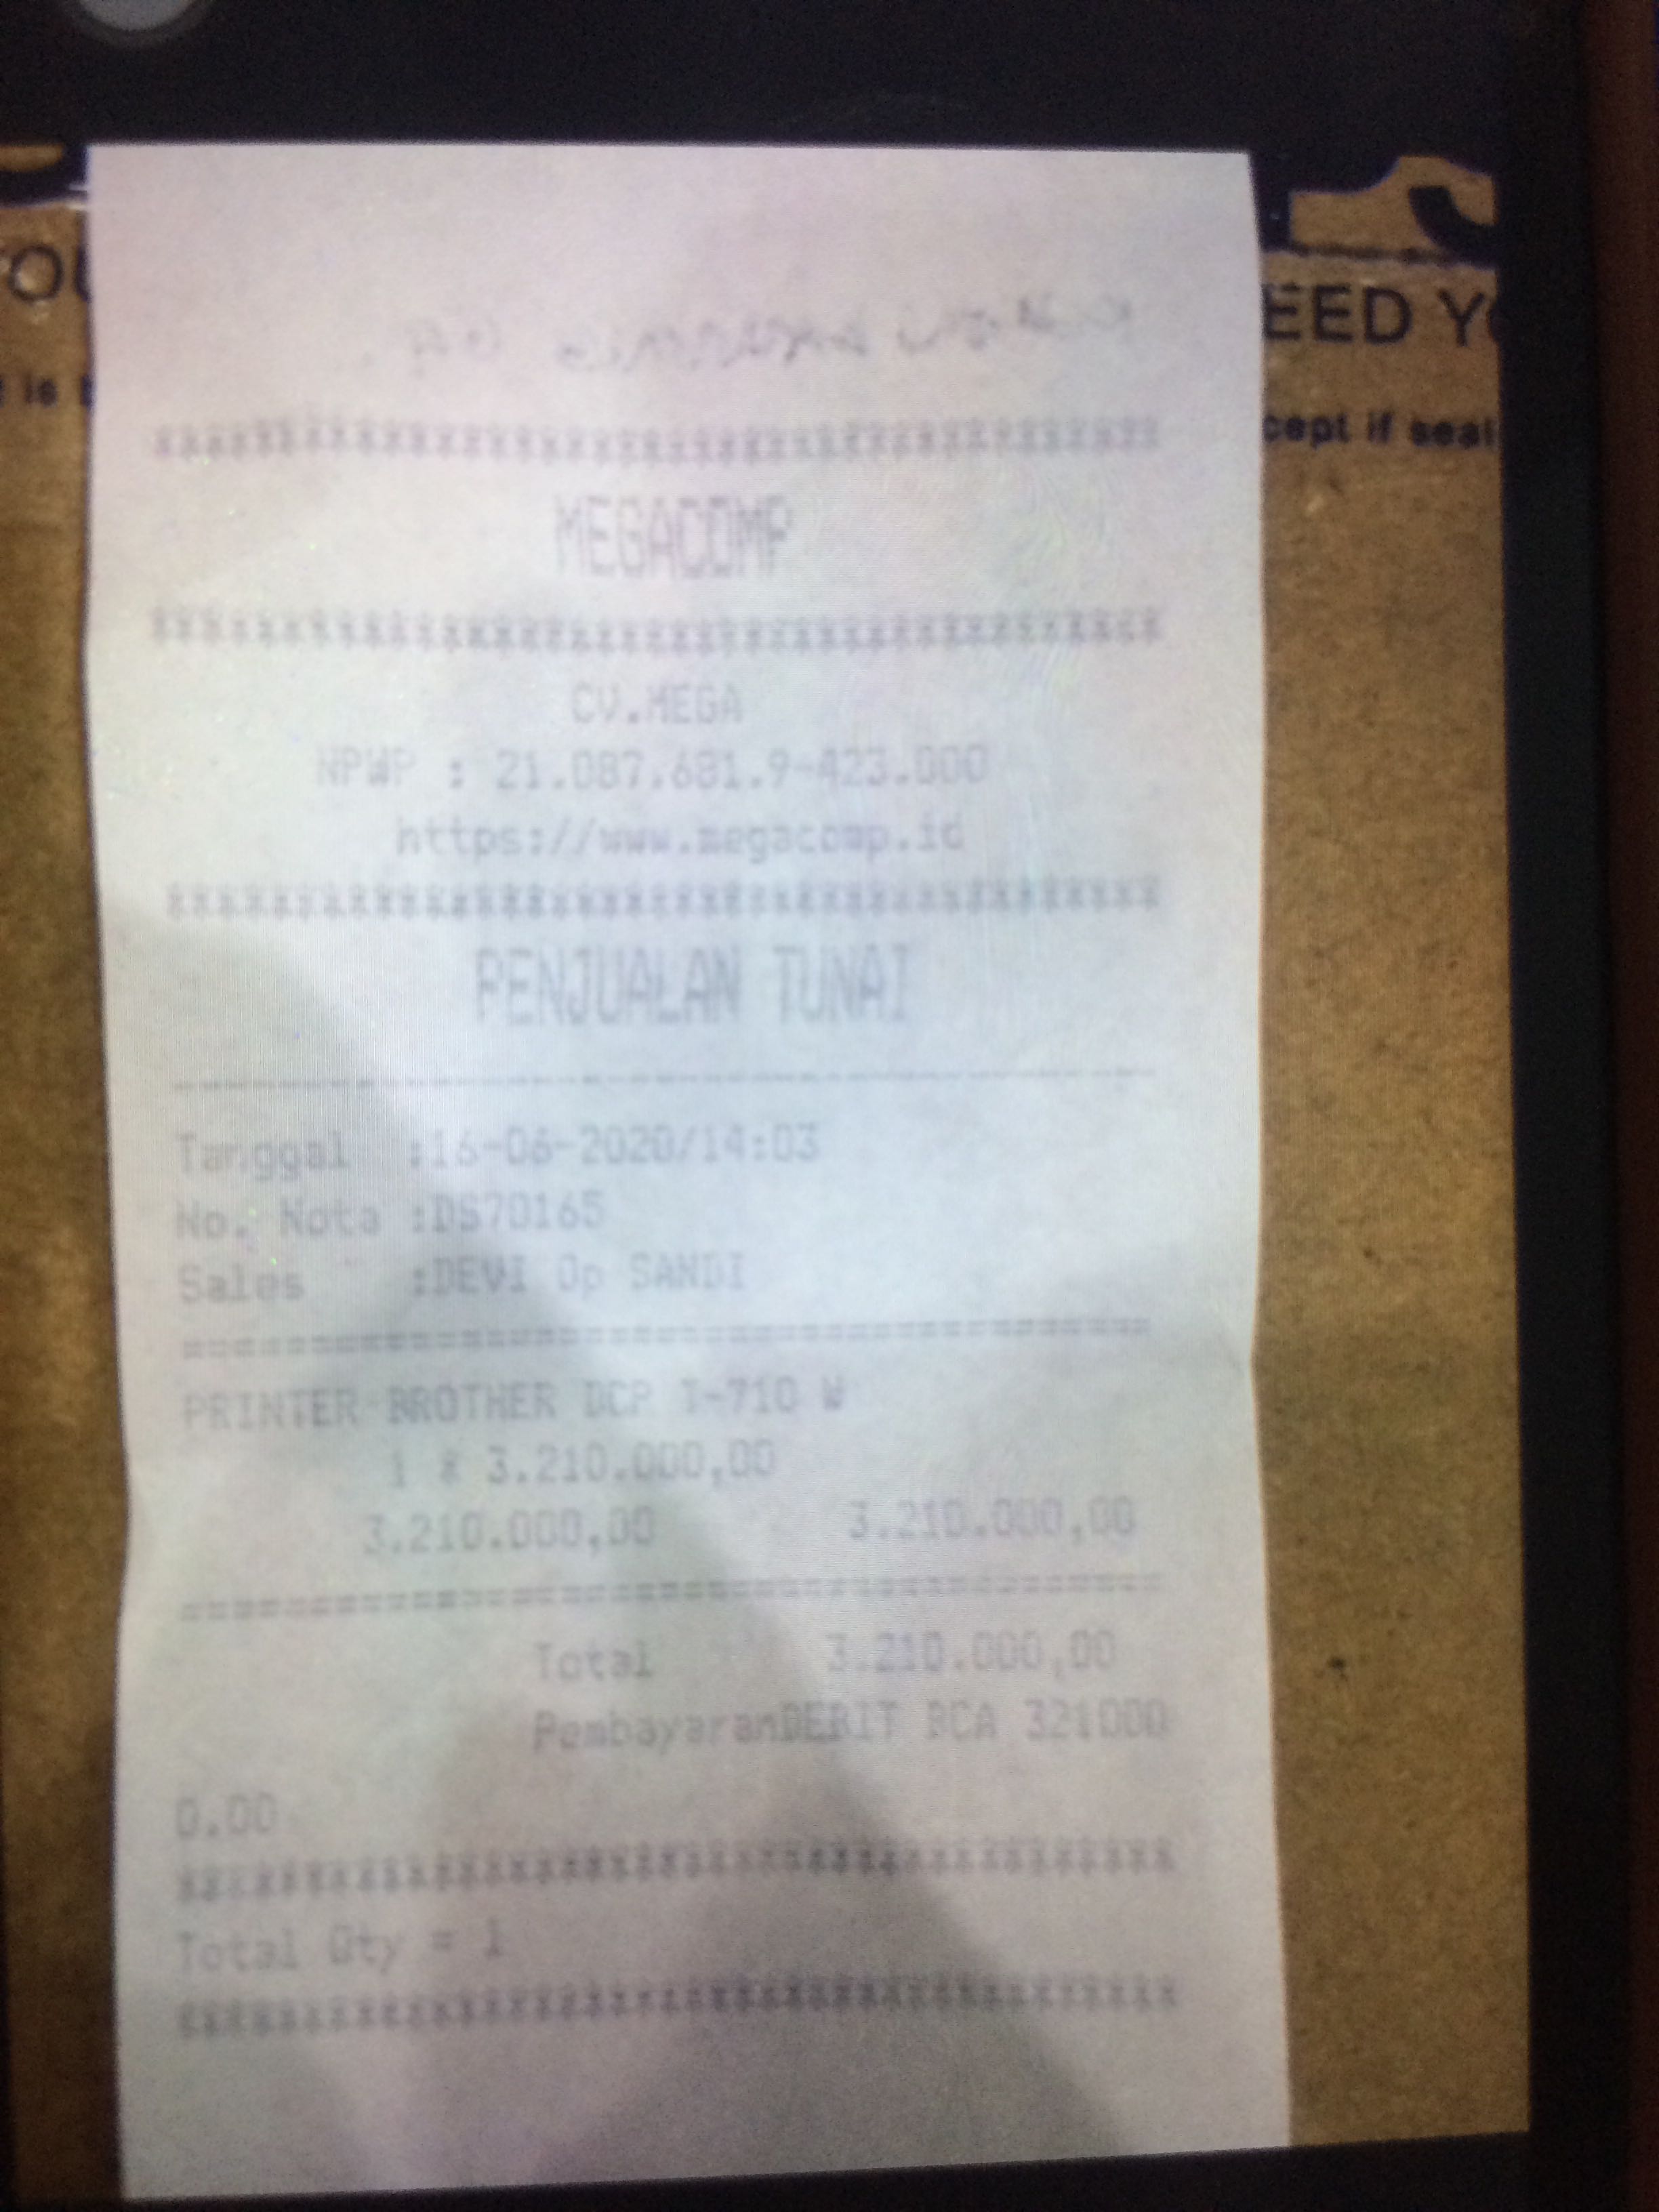 EED Y
cept if seal
MEGACOMP
CV.MEGA
NPWP : 21.087.681.9-423.000
https://www.megacomp.id
PENJUALAN TUNAI
Tanggal :16-06-2020/14:03
No. Nota :DS70165
Sales :DEVI Op SANDI
PRINTER BROTHER DCP T-710 W
1 * 3.210.000,00
3.210.000,00 3.210.000,00
Total 3.210.000,00
PembayaranDEBIT BCA 321000
0.00
Total Qty = 1